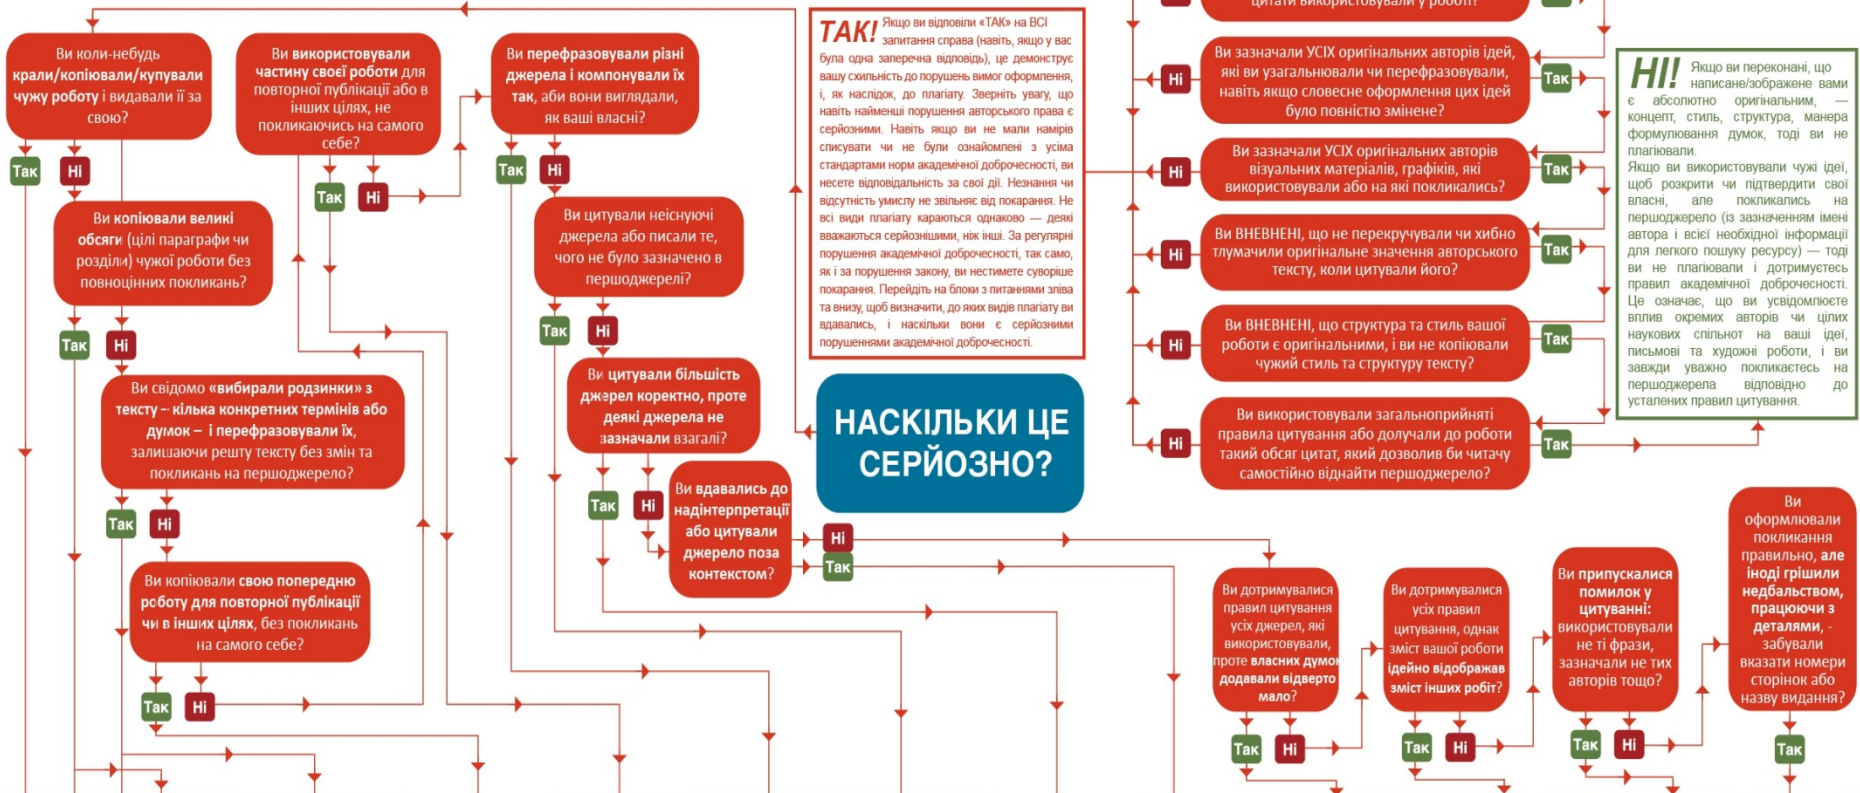 Ви коли-небудь
крали/копіювали/купували
чужу роботу і видавали її за
свою?
Так
Ні
Ви копіювали великі
обсяги (цілі параграфи чи
розділи) чужої роботи без
повноцінних покликань?
Так
Ні
Ви свідомо «вибирали родзинки» з
тексту – кілька конкретних термінів або
думок – і перефразовували їх,
залишаючи решту тексту без змін та
покликань на першоджерело?
Так
Ні
Ви копіювали свою попередню
роботу для повторної публікації
чи в інших цілях, без покликань
на самого себе?
Так
Ні
Ви використовували
частину своєї роботи для
повторної публікації або в
інших цілях, не
покликаючись на самого
себе?
Так
Ні
Ви перефразовували різні
джерела і компонували їх
так, аби вони виглядали,
як ваші власні?
Так
Ні
Ви цитували неіснуючі
джерела або писали те,
чого не було зазначено в
першоджерелі?
Так
Ні
Ви цитували більшість
джерел коректно, проте
деякі джерела не
зазначали взагалі?
Так
Ні
Ви вдавались до
надінтерпретації
або цитували
джерело поза
контекстом?
Ні
Так
ТАК! Якщо ви відповіли «ТАК» на ВСІ
запитання справа (навіть, якщо у вас
була одна заперечна відповідь), це демонструє
вашу схильність до порушень вимог оформлення,
і, як наслідок, до плагіату. Зверніть увагу, що
навіть найменші порушення авторського права є
серйозними. Навіть якщо ви не мали намірів
списувати чи не були ознайомлені з усіма
стандартами норм академічної доброчесності, ви
несете відповідальність за свої дії. Незнання чи
відсутність умислу не звільняє від покарання. Не
всі види плагіату караються однаково — деякі
вважаються серйознішими, ніж інші. За регулярні
порушення академічної доброчесності, так само,
як і за порушення закону, ви нестимете суворіше
покарання. Перейдіть на блоки з питаннями зліва
та внизу, щоб визначити, до яких видів плагіату ви
вдавались, і наскільки вони є серйозними
порушеннями академічної доброчесності.
НАСКІЛЬКИ ЦЕ
СЕРЙОЗНО?
цитати використовували у роботі?
Ви зазначали УСІХ оригінальних авторів ідей,
які ви узагальнювали чи перефразовували,
навіть якщо словесне оформлення цих ідей
було повністю змінене?
Ні
Так
Ви зазначали УСІХ оригінальних авторів
візуальних матеріалів, графіків, які
використовували або на які покликались?
Ні
Так
Ви ВНЕВНЕНІ, що не перекручували чи хибно
тлумачили оригінальне значення авторського
тексту, коли цитували його?
Ні
Так
Ви ВНЕВНЕНІ, що структура та стиль вашої
роботи є оригінальними, і ви не копіювали
чужий стиль та структуру тексту?
Ні
Так
Ви використовували загальноприйняті
правила цитування або долучали до роботи
такий обсяг цитат, який дозволив би читачу
самостійно віднайти першоджерело?
Ні
Так
НІ! Якщо ви переконані, що
написане/зображене вами
є абсолютно оригінальним, —
концепт, стиль, структура, манера
формулювання думок, тоді ви не
плагіювали.
Якщо ви використовували чужі ідеї,
щоб розкрити чи підтвердити свої
власні, але покликались на
першоджерело (із зазначенням імені
автора і всієї необхідної інформації
для легкого пошуку ресурсу) — тоді
ви не плагіювали і дотримуєтесь
правил академічної доброчесності.
Це означає, що ви усвідомлюєте
вплив окремих авторів чи цілих
наукових спільнот на ваші ідеї,
письмові та художні роботи, і ви
завжди уважно покликаєтесь на
першоджерела відповідно до
усталених правил цитування.
Ви дотримувалися
правил цитування
усіх джерел, які
використовували,
проте власних думок
додавали відверто
мало?
Так
Ні
Ви дотримувалися
усіх правил
цитування, однак
зміст вашої роботи
ідейно відображав
зміст інших робіт?
Так
Ні
Ви припускалися
помилок у
цитуванні:
використовували
не ті фрази,
зазначали не тих
авторів тощо?
Так
Ні
Ви
оформлювали
покликання
правильно, але
іноді грішили
недбальством,
працюючи з
деталями, -
забували
вказати номери
сторінок або
назву видання?
Так